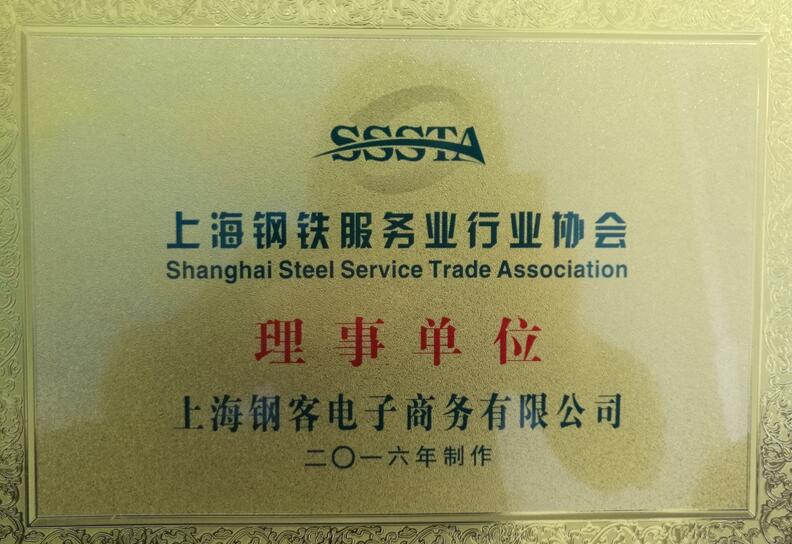 SSSTA
上海钢铁服务业行业协会
Shanghai Steel Service Trade Association
理事单位
上海钢客电子商务有限公司
二〇一六年制作